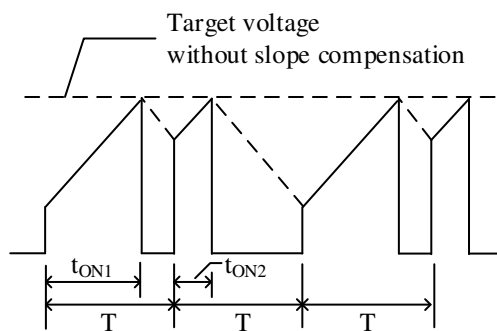 Target voltage
without slope compensation
tON1
tON2
T
T
T